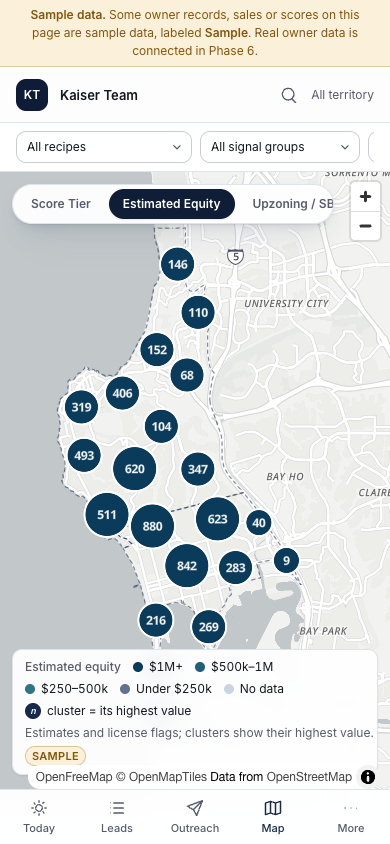 Sample data. Some owner records, sales or scores on this
page are sample data, labeled Sample. Real owner data is
connected in Phase 6.
KT
Kaiser Team
All territory
All recipes
All signal groups
SORRENTO M
Score Tier
Estimated Equity
Upzoning / SB
+
−
5
146
UNIVERSITY CITY
110
152
68
406
319
104
493
620
347
BAY HO
CLAIRE
511
880
623
40
842
283
9
216
269
BAY PARK
Estimated equity
$1M+
$500k–1M
$250–500k
Under $250k
No data
n
cluster = its highest value
Estimates and license flags; clusters show their highest value.
SAMPLE
OpenFreeMap © OpenMapTiles Data from OpenStreetMap
Today
Leads
Outreach
Map
More